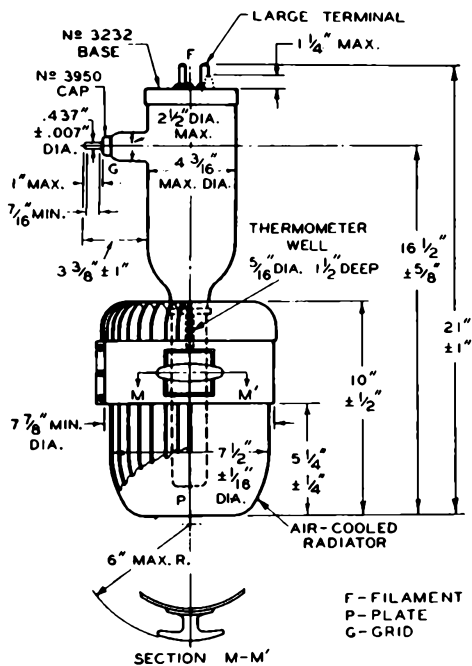 LARGE TERMINAL
Nº 3232
BASE
F
1 1/4" MAX.
Nº 3950
CAP
.437"
± .007"
DIA.
2 1/2" DIA.
MAX.
G
4 3/16"
MAX. DIA.
1" MAX.
7/16" MIN.
3 3/8" ± 1"
THERMOMETER
WELL
5/16" DIA. 1 1/2" DEEP
16 1/2"
± 5/8"
21"
± 1"
10"
± 1/2"
M M'
7 7/8" MIN.
DIA.
7 1/2"
± 1/16"
DIA.
5 1/4"
± 1/4"
P
AIR-COOLED
RADIATOR
6" MAX. R.
F-FILAMENT
P-PLATE
G-GRID
SECTION M-M'